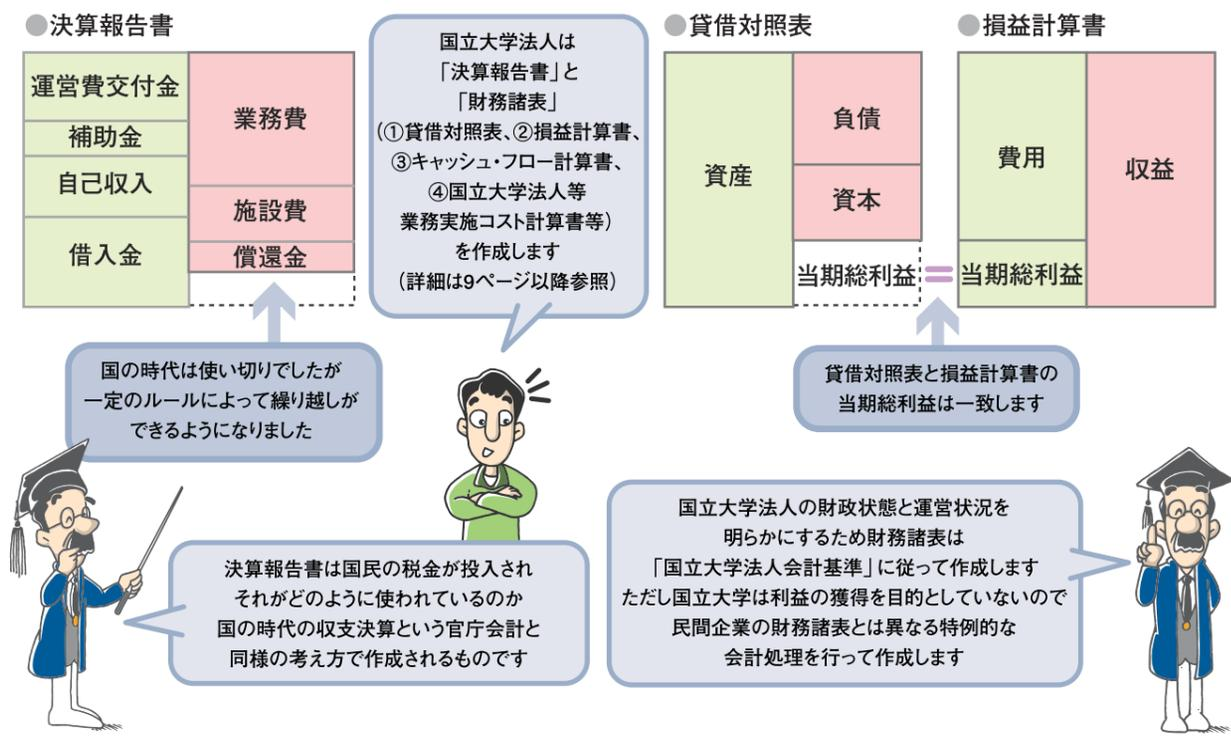 ●決算報告書
運営費交付金
補助金
自己収入
借入金
業務費
施設費
償還金
国立大学法人は
「決算報告書」と
「財務諸表」
(①貸借対照表、②損益計算書、
③キャッシュ・フロー計算書、
④国立大学法人等
業務実施コスト計算書等)
を作成します
(詳細は9ページ以降参照)
●貸借対照表
資産
負債
資本
当期総利益
=
●損益計算書
費用
当期総利益
収益
国の時代は使い切りでしたが
一定のルールによって繰り越しが
できるようになりました
貸借対照表と損益計算書の
当期総利益は一致します
決算報告書は国民の税金が投入され
それがどのように使われているのか
国の時代の収支決算という官庁会計と
同様の考え方で作成されるものです
国立大学法人の財政状態と運営状況を
明らかにするため財務諸表は
「国立大学法人会計基準」に従って作成します
ただし国立大学は利益の獲得を目的としていないので
民間企業の財務諸表とは異なる特例的な
会計処理を行って作成します